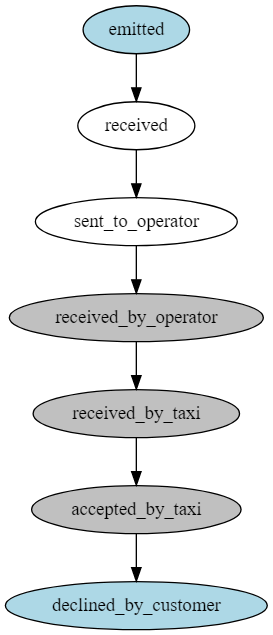 emitted
received
sent_to_operator
received_by_operator
received_by_taxi
accepted_by_taxi
declined_by_customer